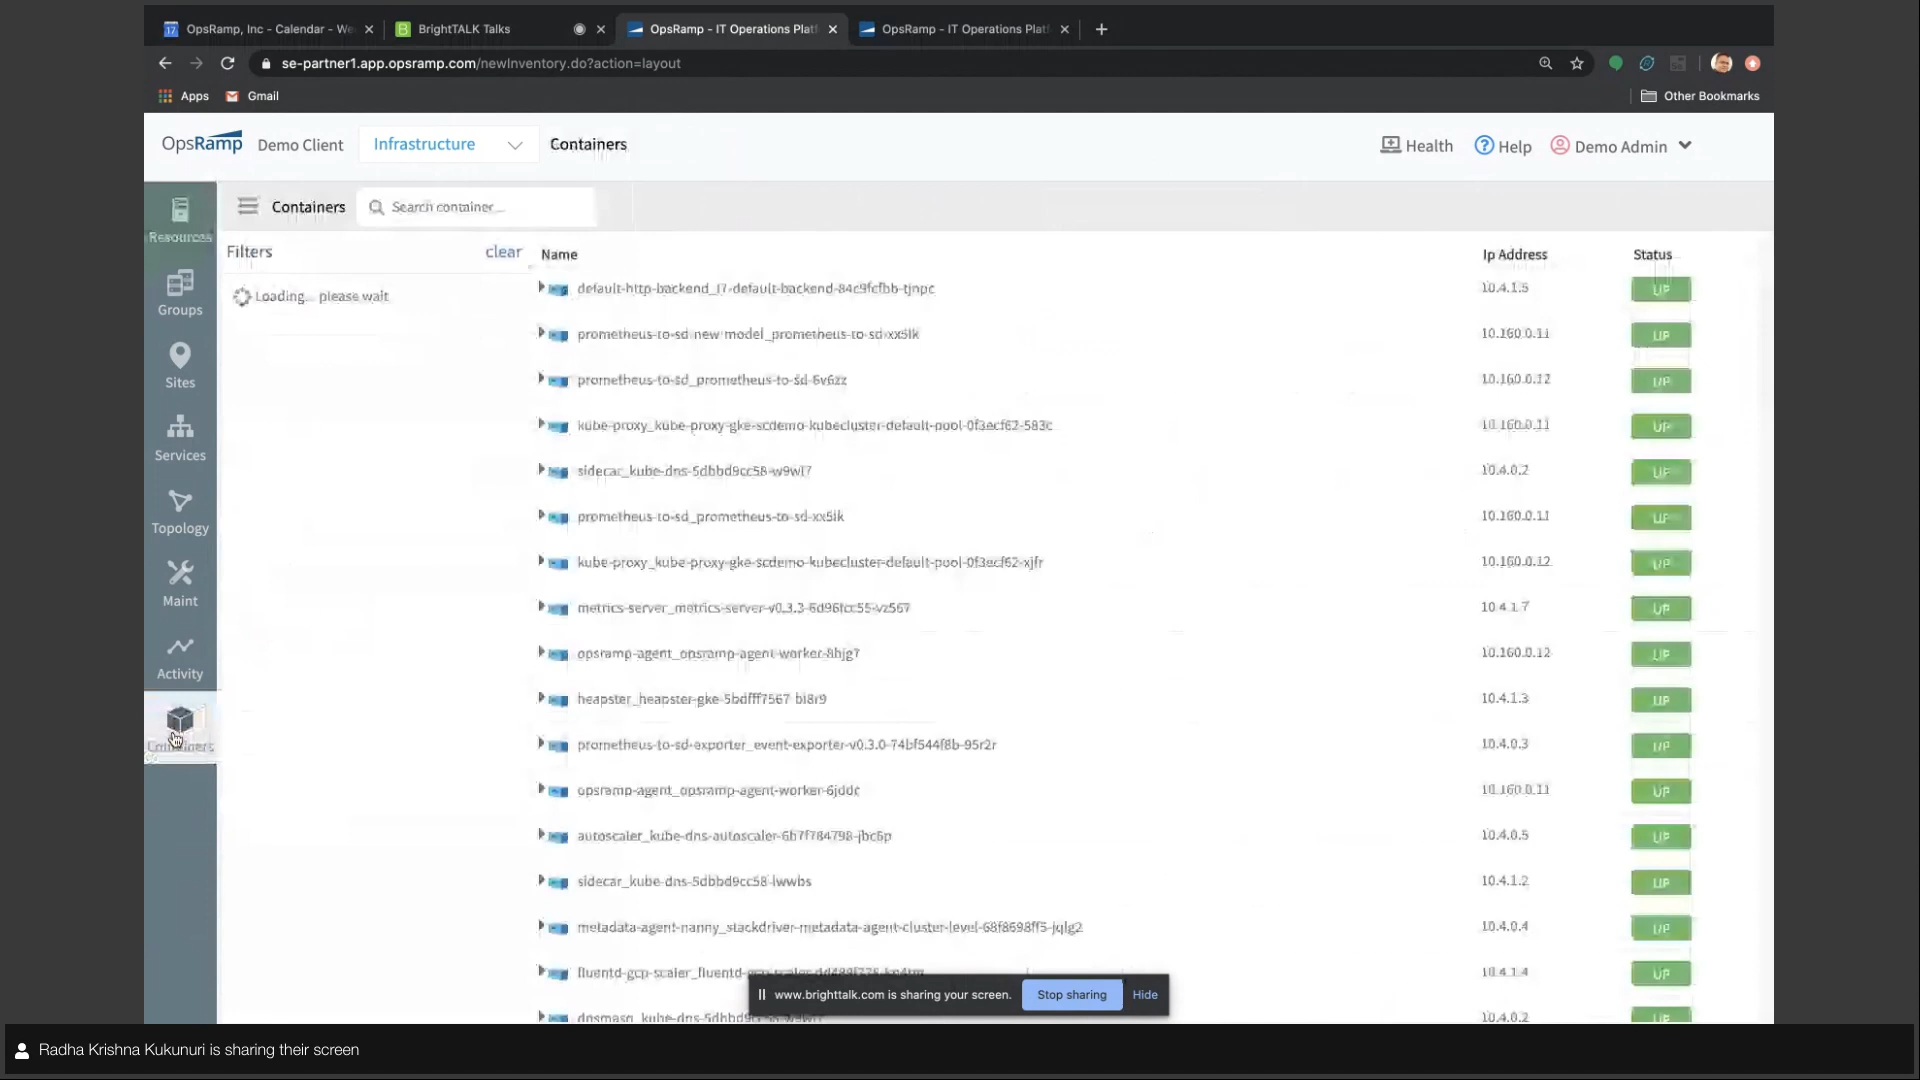 OpsRamp, Inc - Calendar - We
BrightTALK Talks
OpsRamp - IT Operations Platf
OpsRamp - IT Operations Platf
se-partner1.app.opsramp.com/newInventory.do?action=layout
Apps
Gmail
Other Bookmarks
OpsRamp
Demo Client
Infrastructure
Containers
Health
Help
Demo Admin
Resources
Containers
Search container...
Filters
clear
Name
Ip Address
Status
Loading... please wait
default-http-backend_l7-default-backend-84c9fcfbb-tjnpc 10.4.1.5 UP
prometheus-to-sd-new-model_prometheus-to-sd-xx5lk 10.160.0.11 UP
Groups
prometheus-to-sd_prometheus-to-sd-6v6zz 10.160.0.12 UP
Sites
kube-proxy_kube-proxy-gke-scdemo-kubecluster-default-pool-0f3ecf62-583c 10.160.0.11 UP
Services
sidecar_kube-dns-5dbbd9cc58-w9wl7 10.4.0.2 UP
prometheus-to-sd_prometheus-to-sd-xx5lk 10.160.0.11 UP
Topology
kube-proxy_kube-proxy-gke-scdemo-kubecluster-default-pool-0f3ecf62-xjfr 10.160.0.12 UP
Maint
metrics-server_metrics-server-v0.3.3-6d96fcc55-vz567 10.4.1.7 UP
opsramp-agent_opsramp-agent-worker-8bjg7 10.160.0.12 UP
Activity
heapster_heapster-gke-5bdfff7567-bl8r9 10.4.1.3 UP
prometheus-to-sd-exporter_event-exporter-v0.3.0-74bf544f8b-95r2r 10.4.0.3 UP
Containers
opsramp-agent_opsramp-agent-worker-6jddc 10.160.0.11 UP
autoscaler_kube-dns-autoscaler-6b7f784798-jbc6p 10.4.0.5 UP
sidecar_kube-dns-5dbbd9cc58-lwwbs 10.4.1.2 UP
metadata-agent-nanny_stackdriver-metadata-agent-cluster-level-68f8698ff5-jqlg2 10.4.0.4 UP
10.4.1.4 UP
10.4.0.2 UP
www.brighttalk.com is sharing your screen.
Stop sharing
Hide
Radha Krishna Kukunuri is sharing their screen